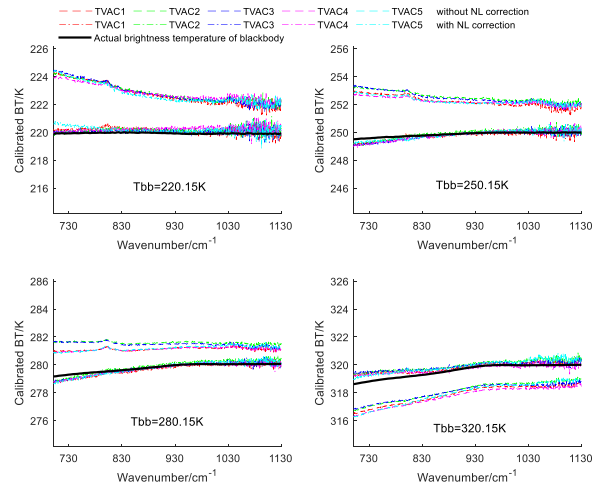 TVAC1 TVAC2 TVAC3 TVAC4 TVAC5 without NL correction
TVAC1 TVAC2 TVAC3 TVAC4 TVAC5 with NL correction
Actual brightness temperature of blackbody
226
224
222
220
218
216
Calibrated BT/K
Tbb=220.15K
730 830 930 1030 1130
Wavenumber/cm-1
256
254
252
250
248
246
Calibrated BT/K
Tbb=250.15K
730 830 930 1030 1130
Wavenumber/cm-1
286
284
282
280
278
276
Calibrated BT/K
Tbb=280.15K
730 830 930 1030 1130
Wavenumber/cm-1
326
324
322
320
318
316
Calibrated BT/K
Tbb=320.15K
730 830 930 1030 1130
Wavenumber/cm-1